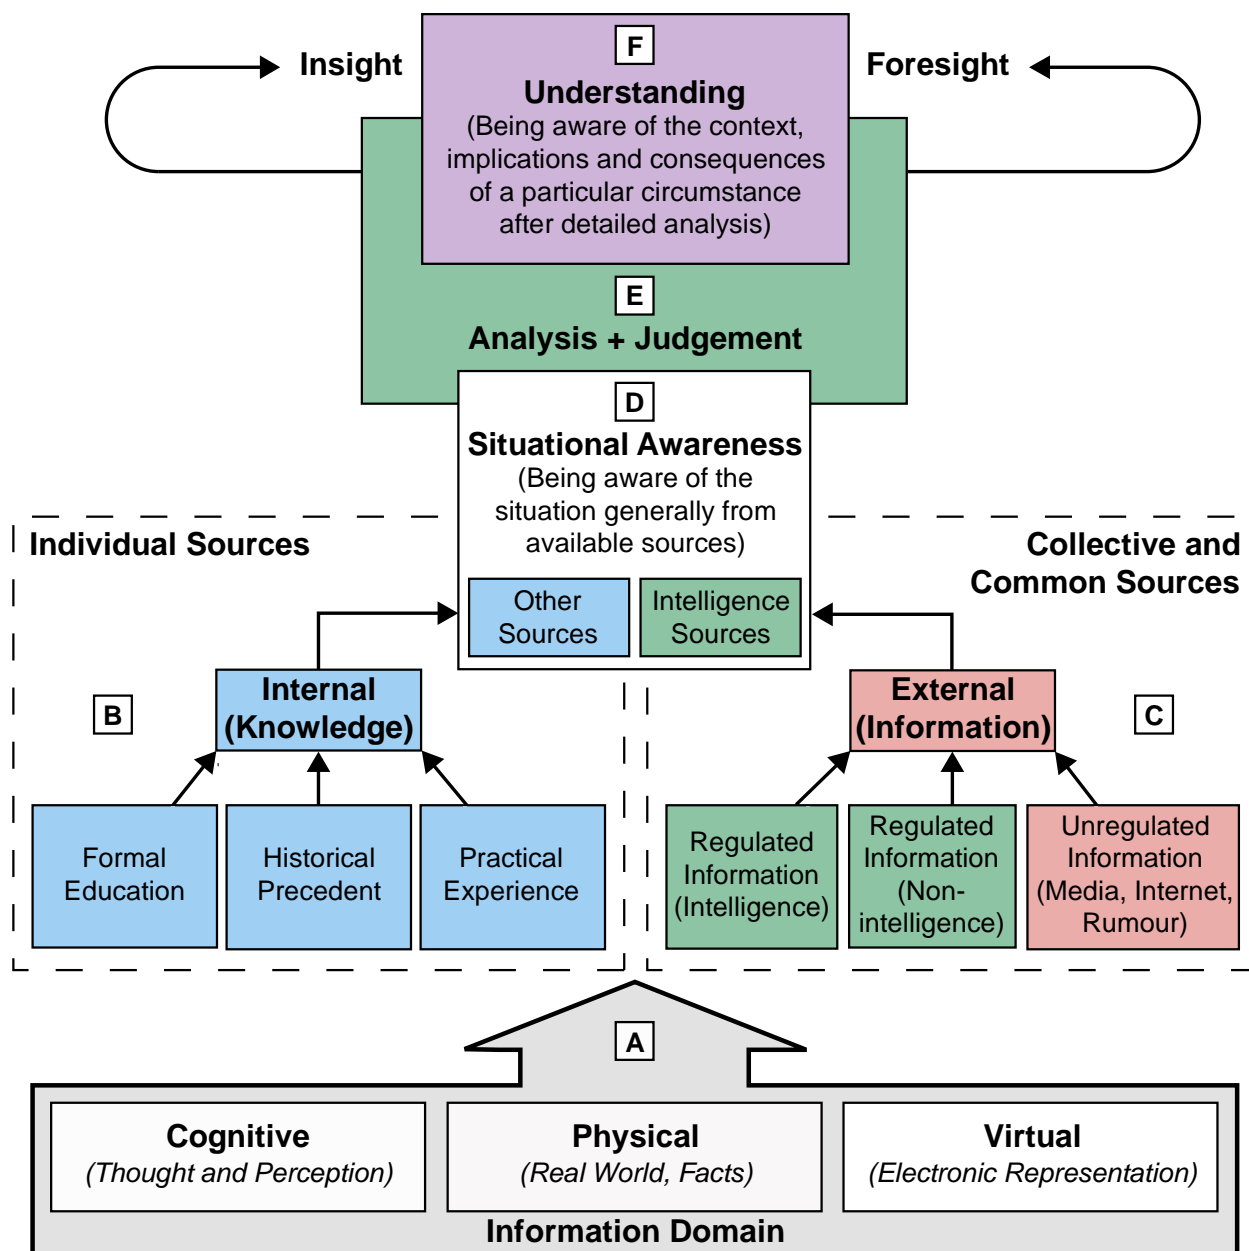 F
Insight
Foresight
Understanding
(Being aware of the context,
implications and consequences
of a particular circumstance
after detailed analysis)
E
Analysis + Judgement
D
Situational Awareness
(Being aware of the
situation generally from
available sources)
Individual Sources
Collective and
Common Sources
Other
Sources
Intelligence
Sources
B
Internal
(Knowledge)
External
(Information)
C
Formal
Education
Historical
Precedent
Practical
Experience
Regulated
Information
(Intelligence)
Regulated
Information
(Non-
intelligence)
Unregulated
Information
(Media, Internet,
Rumour)
A
Cognitive
(Thought and Perception)
Physical
(Real World, Facts)
Virtual
(Electronic Representation)
Information Domain